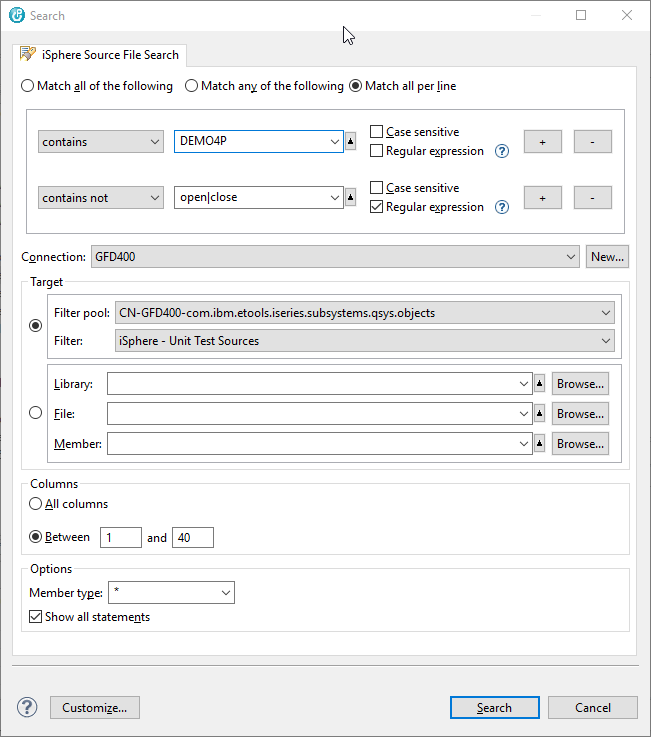 Search
iSphere Source File Search
Match all of the following Match any of the following Match all per line
contains DEMO4P Case sensitive
Regular expression ? + -
contains not open|close Case sensitive
Regular expression ? + -
Connection: GFD400 New...
Target
Filter pool: CN-GFD400-com.ibm.etools.iseries.subsystems.qsys.objects
Filter: iSphere - Unit Test Sources
Library: Browse...
File: Browse...
Member: Browse...
Columns
All columns
Between 1 and 40
Options
Member type: *
Show all statements
? Customize... Search Cancel